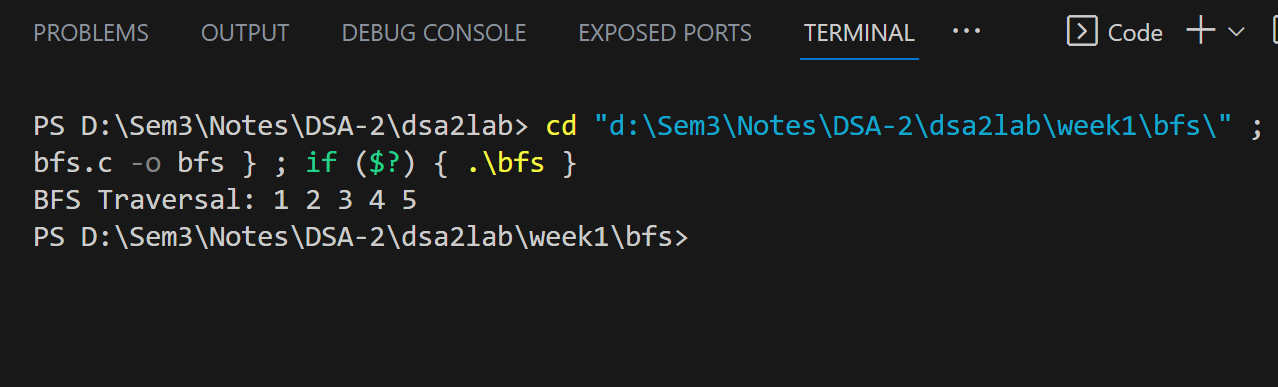 PROBLEMS OUTPUT DEBUG CONSOLE EXPOSED PORTS TERMINAL ··· Code
PS D:\Sem3\Notes\DSA-2\dsa2lab> cd "d:\Sem3\Notes\DSA-2\dsa2lab\week1\bfs\" ;
bfs.c -o bfs } ; if ($?) { .\bfs }
BFS Traversal: 1 2 3 4 5
PS D:\Sem3\Notes\DSA-2\dsa2lab\week1\bfs>